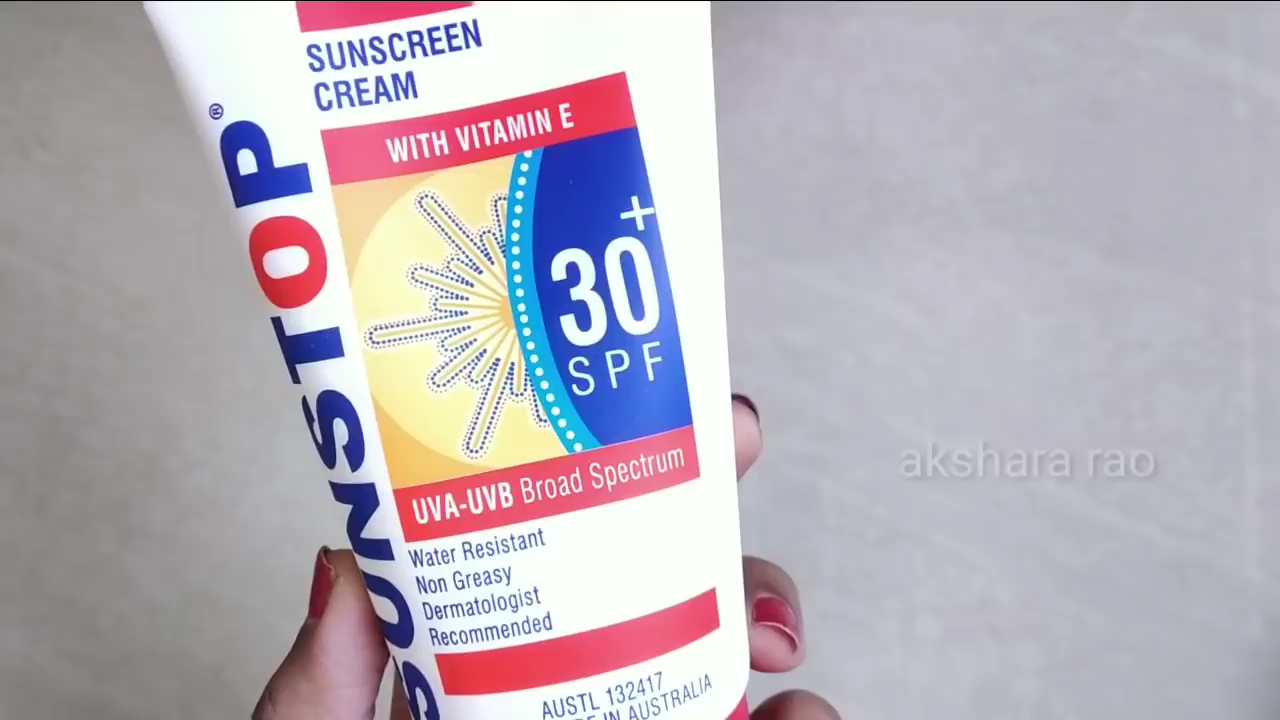 SUNSTOP®
SUNSCREEN
CREAM
WITH VITAMIN E
30+
SPF
UVA-UVB Broad Spectrum
Water Resistant
Non Greasy
Dermatologist
Recommended
AUSTL 132417
IN AUSTRALIA
akshara rao